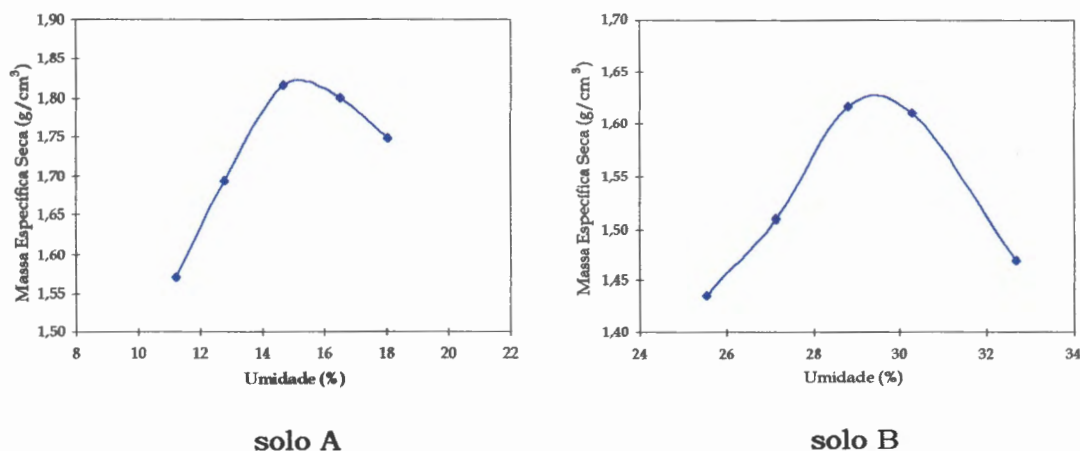 Massa Específica Seca (g/cm³)
1,90
1,85
1,80
1,75
1,70
1,65
1,60
1,55
1,50
8 10 12 14 16 18 20 22
Umidade (%)
solo A
Massa Específica Seca (g/cm³)
1,70
1,65
1,60
1,55
1,50
1,45
1,40
24 26 28 30 32 34
Umidade (%)
solo B